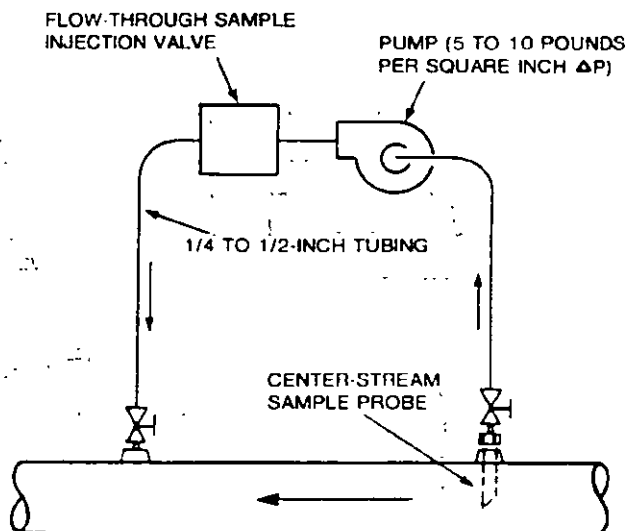 FLOW-THROUGH SAMPLE
INJECTION VALVE
PUMP (5 TO 10 POUNDS
PER SQUARE INCH ΔP)
1/4 TO 1/2-INCH TUBING
CENTER-STREAM
SAMPLE PROBE